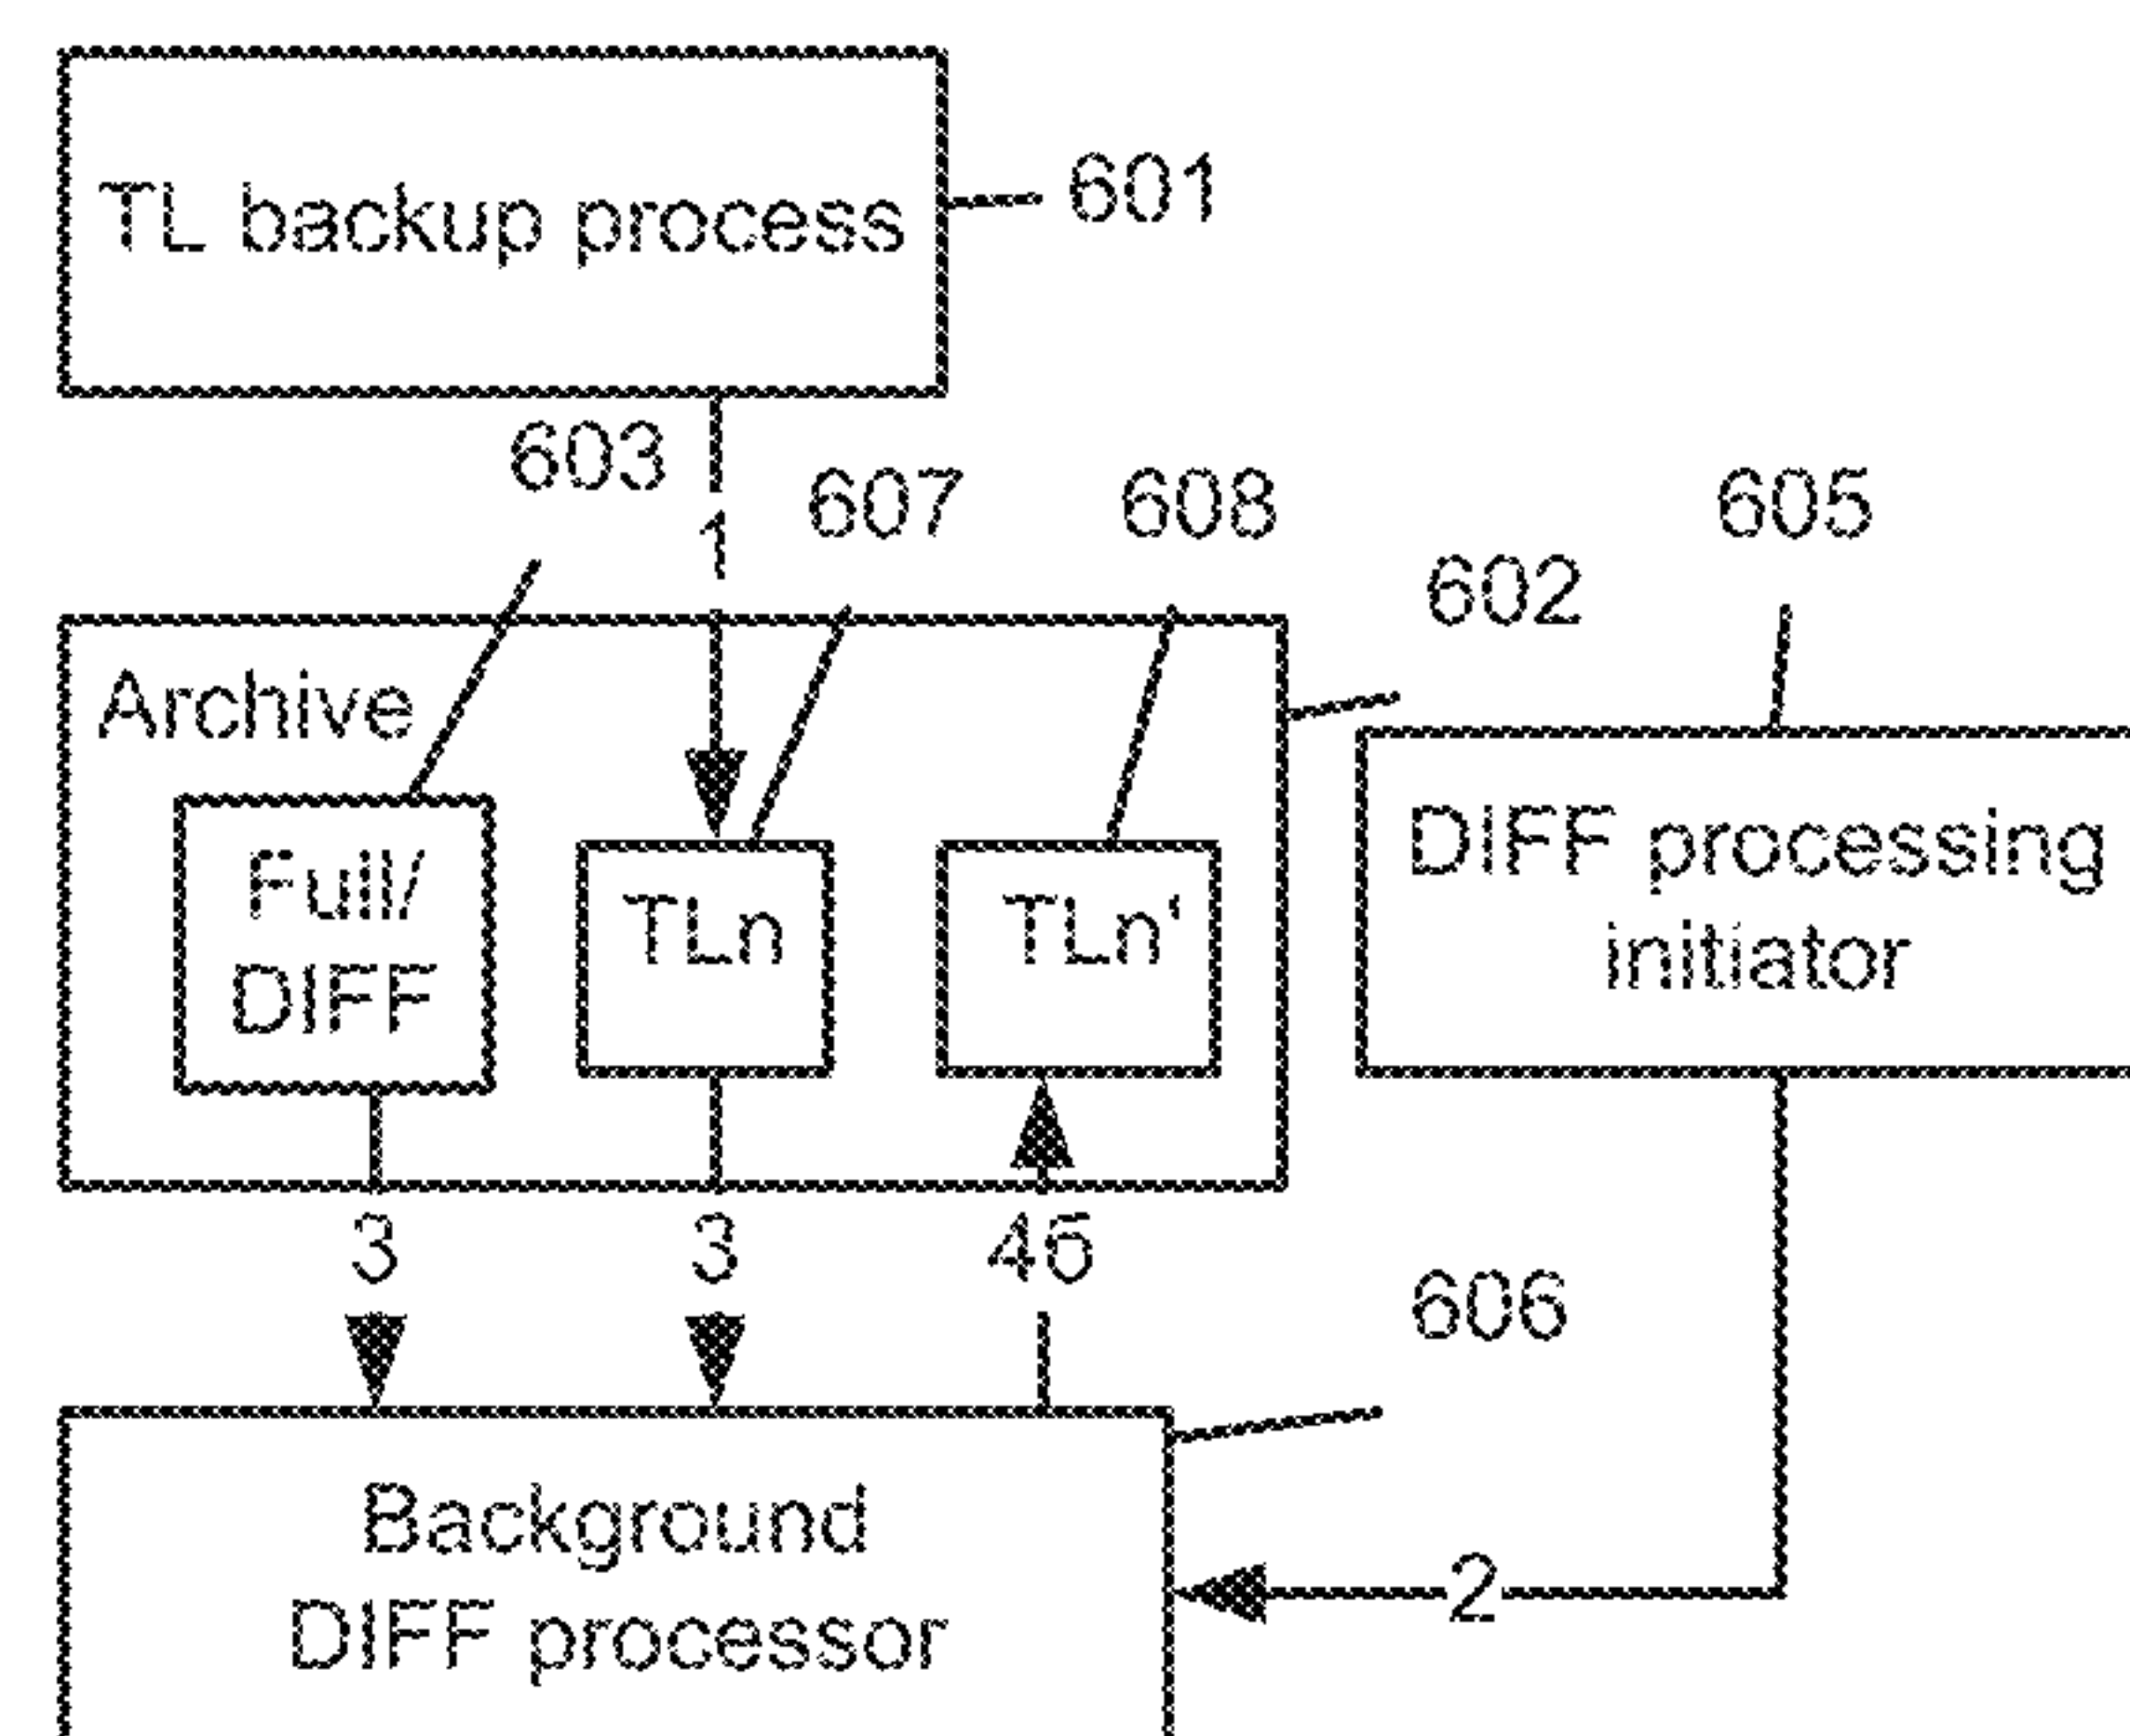 TL backup process
601
603
1
607
608
605
602
Archive
Full/
DIFF
TLn
TLn'
DIFF processing
initiator
3
3
45
606
Background
DIFF processor
2